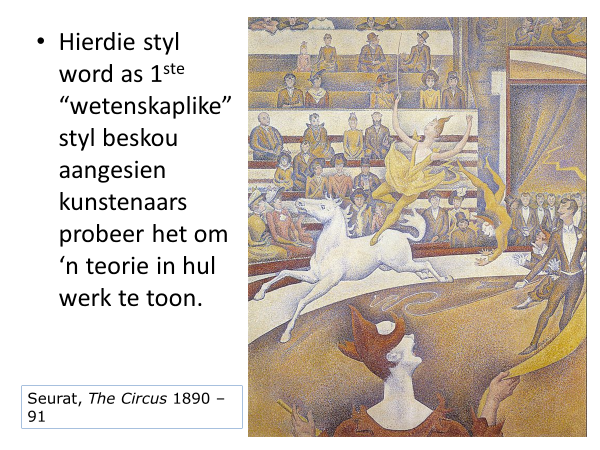 • Hierdie styl
word as 1ste
“wetenskaplike”
styl beskou
aangesien
kunstenaars
probeer het om
‘n teorie in hul
werk te toon.
Seurat, The Circus 1890 –
91